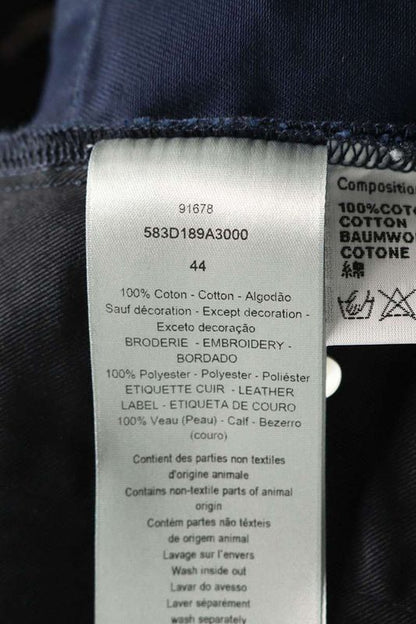 91678
583D189A3000
44
100% Coton - Cotton - Algodão
Sauf décoration - Except decoration -
Exceto decoração
BRODERIE - EMBROIDERY -
BORDADO
100% Polyester - Polyester - Poliéster
ETIQUETTE CUIR - LEATHER
LABEL - ETIQUETA DE COURO
100% Veau (Peau) - Calf - Bezerro
(couro)
Contient des parties non textiles
d'origine animale
Contains non-textile parts of animal
origin
Contém partes não têxteis
de origem animal
Lavage sur l'envers
Wash inside out
Lavar do avesso
Laver séparément
wash separately
Composition
100%COT
COTTON
BAUMWO
COTONE
綿